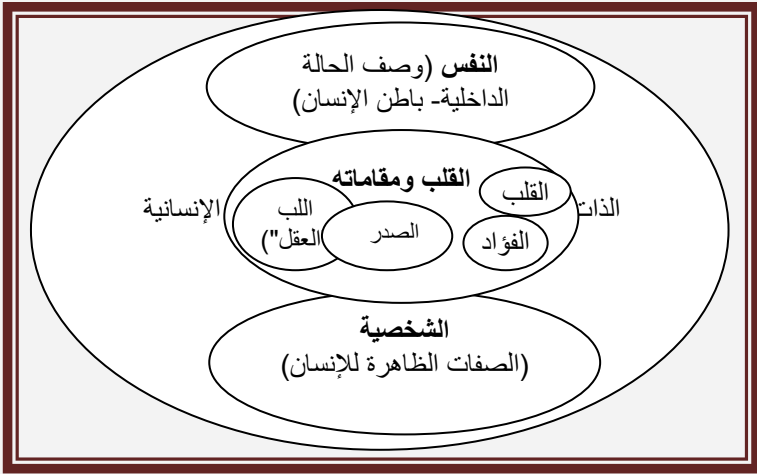 النفس (وصف الحالة
الداخلية- باطن الإنسان)
القلب ومقاماته
القلب
الذات
الإنسانية
اللب
العقل")
الصدر
الفؤاد
الشخصية
(الصفات الظاهرة للإنسان)